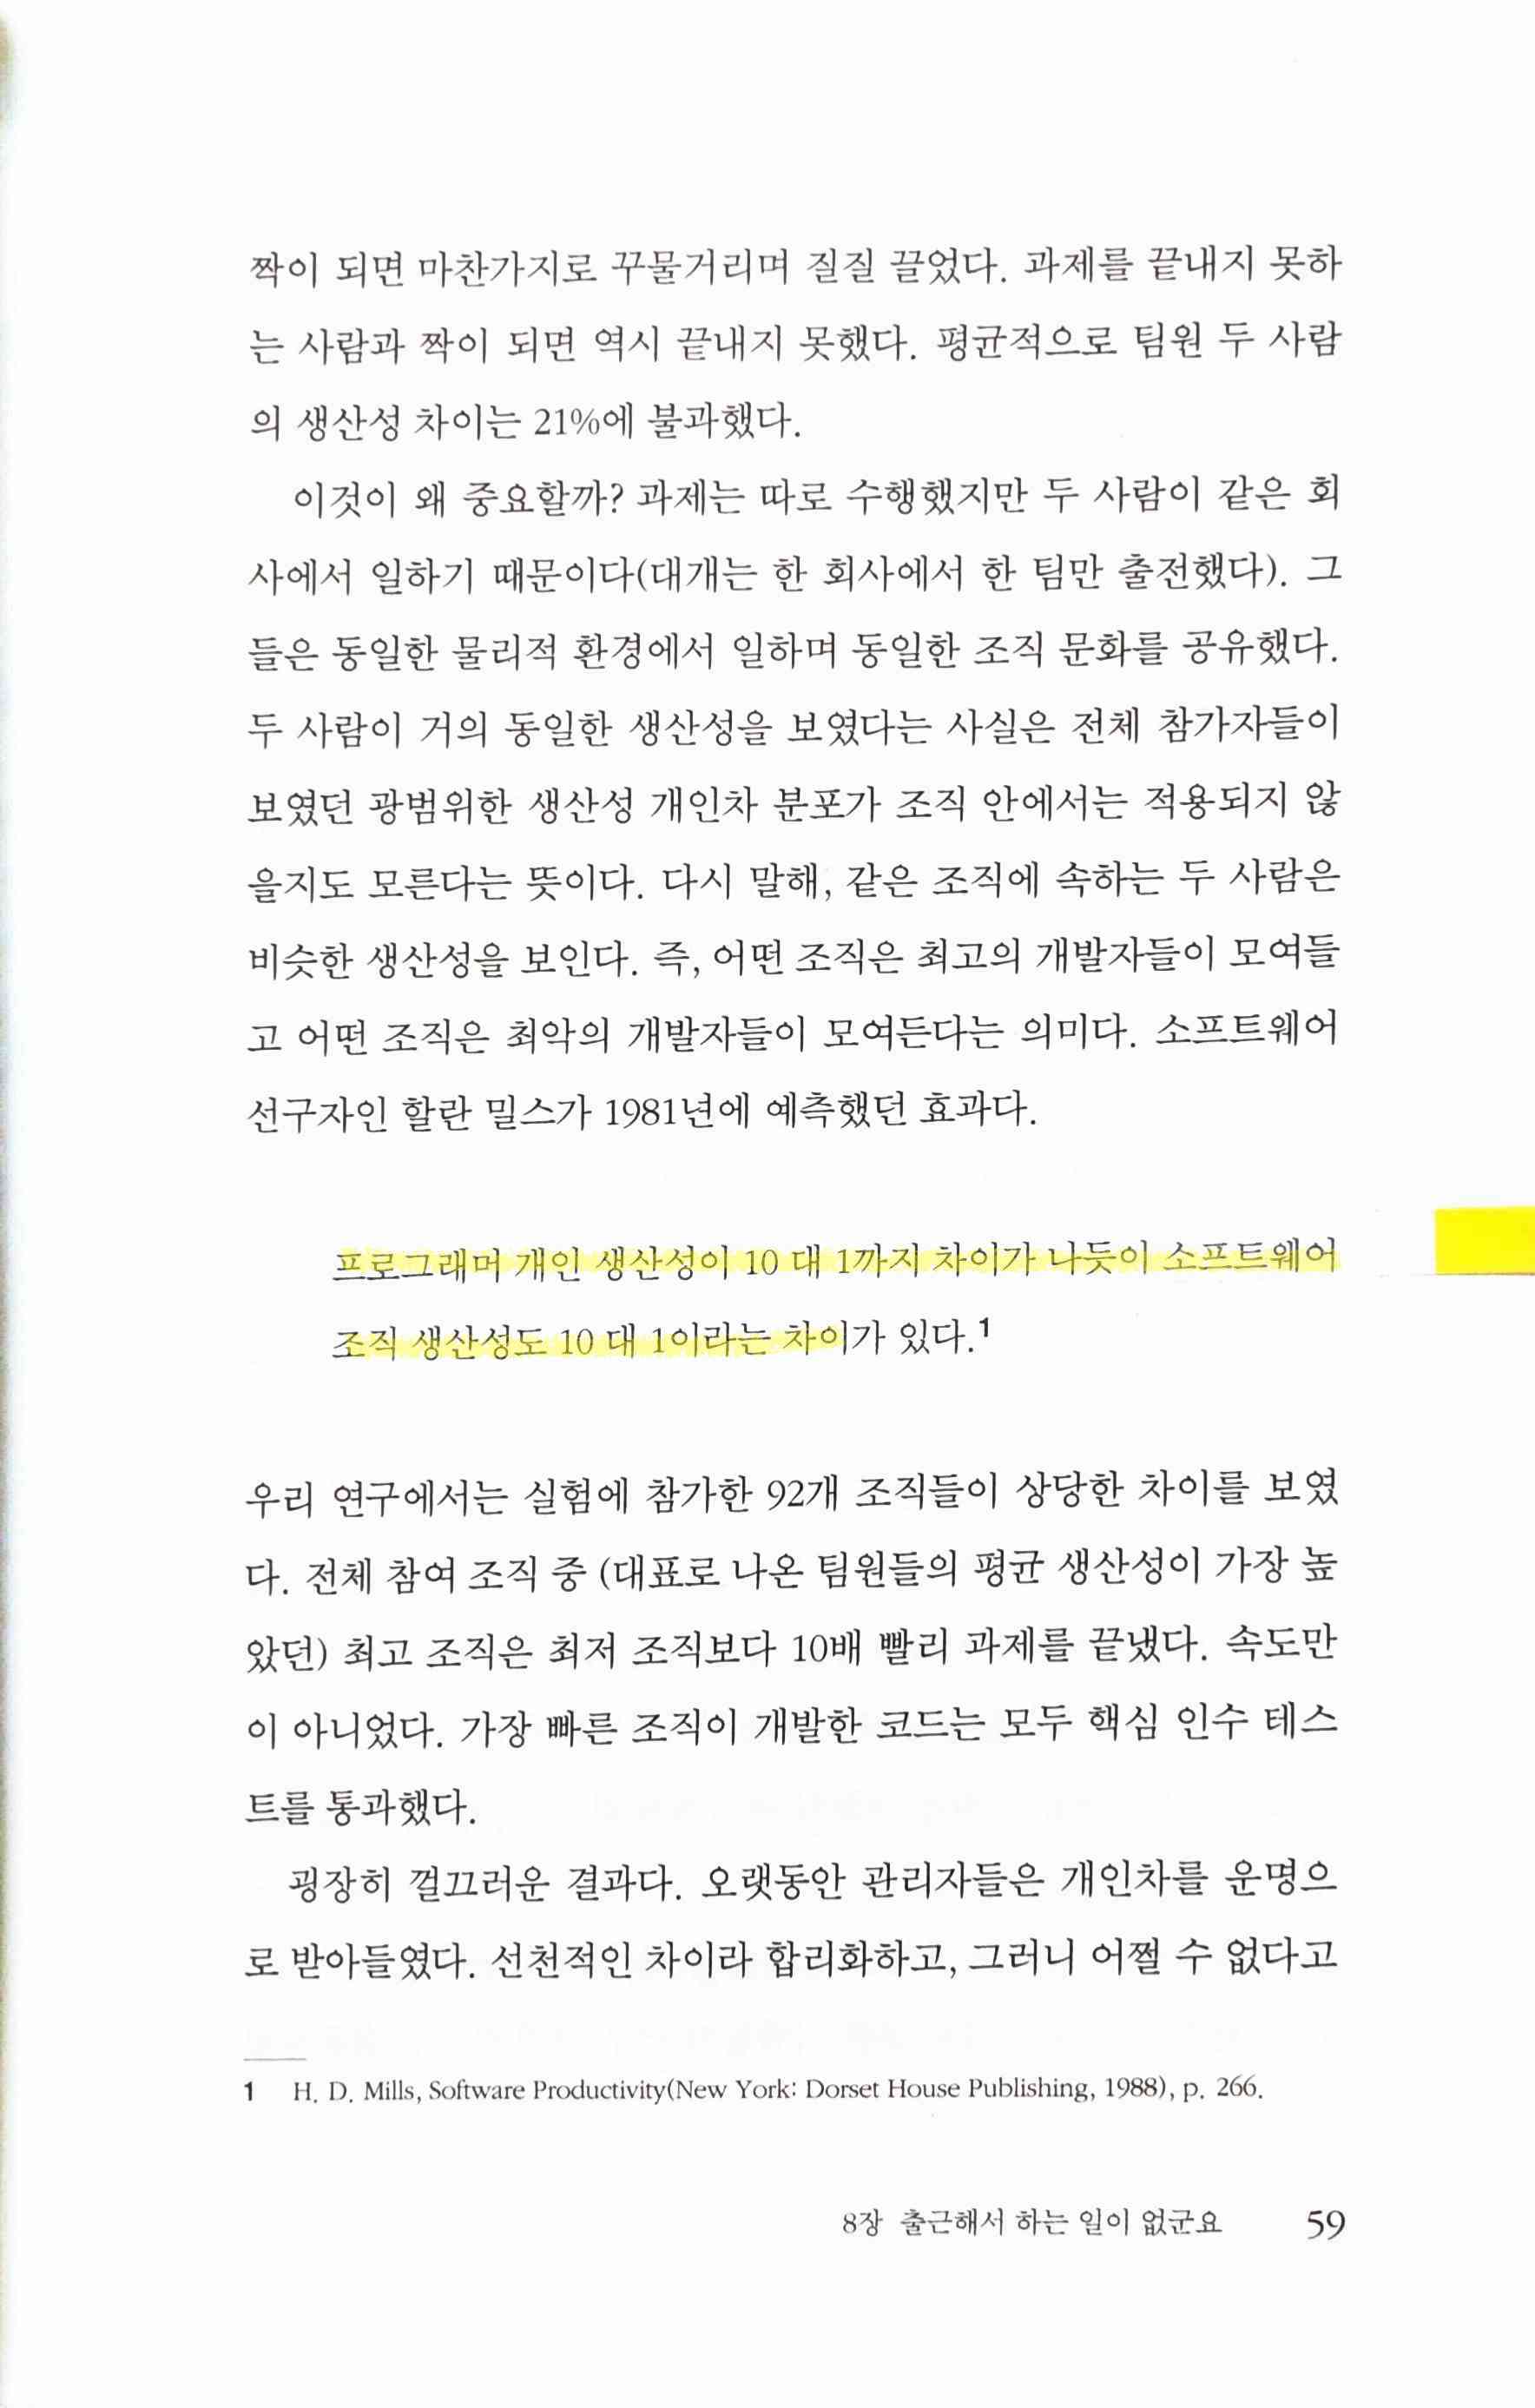 짝이 되면 마찬가지로 꾸물거리며 질질 끌었다. 과제를 끝내지 못하
는 사람과 짝이 되면 역시 끝내지 못했다. 평균적으로 팀원 두 사람
의 생산성 차이는 21%에 불과했다.
이것이 왜 중요할까? 과제는 따로 수행했지만 두 사람이 같은 회
사에서 일하기 때문이다(대개는 한 회사에서 한 팀만 출전했다). 그
들은 동일한 물리적 환경에서 일하며 동일한 조직 문화를 공유했다.
두 사람이 거의 동일한 생산성을 보였다는 사실은 전체 참가자들이
보였던 광범위한 생산성 개인차 분포가 조직 안에서는 적용되지 않
을지도 모른다는 뜻이다. 다시 말해, 같은 조직에 속하는 두 사람은
비슷한 생산성을 보인다. 즉, 어떤 조직은 최고의 개발자들이 모여들
고 어떤 조직은 최악의 개발자들이 모여든다는 의미다. 소프트웨어
선구자인 할란 밀스가 1981년에 예측했던 효과다.
프로그래머 개인 생산성이 10 대 1까지 차이가 나듯이 소프트웨어
조직 생산성도 10 대 1이라는 차이가 있다.1
우리 연구에서는 실험에 참가한 92개 조직들이 상당한 차이를 보였
다. 전체 참여 조직 중 (대표로 나온 팀원들의 평균 생산성이 가장 높
았던) 최고 조직은 최저 조직보다 10배 빨리 과제를 끝냈다. 속도만
이 아니었다. 가장 빠른 조직이 개발한 코드는 모두 핵심 인수 테스
트를 통과했다.
굉장히 껄끄러운 결과다. 오랫동안 관리자들은 개인차를 운명으
로 받아들였다. 선천적인 차이라 합리화하고, 그러니 어쩔 수 없다고
1 H. D. Mills, Software Productivity(New York: Dorset House Publishing, 1988), p. 266.
8장 출근해서 하는 일이 없군요 59